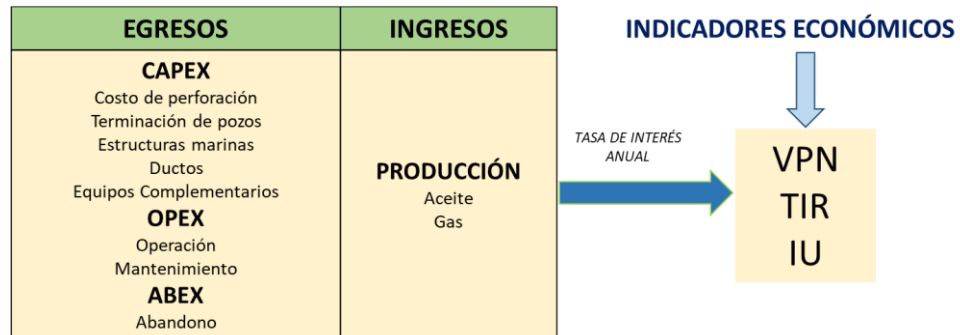 EGRESOS
CAPEX
Costo de perforación
Terminación de pozos
Estructuras marinas
Ductos
Equipos Complementarios
OPEX
Operación
Mantenimiento
ABEX
Abandono
INGRESOS
PRODUCCIÓN
Aceite
Gas
TASA DE INTERÉS
ANUAL
INDICADORES ECONÓMICOS
VPN
TIR
IU